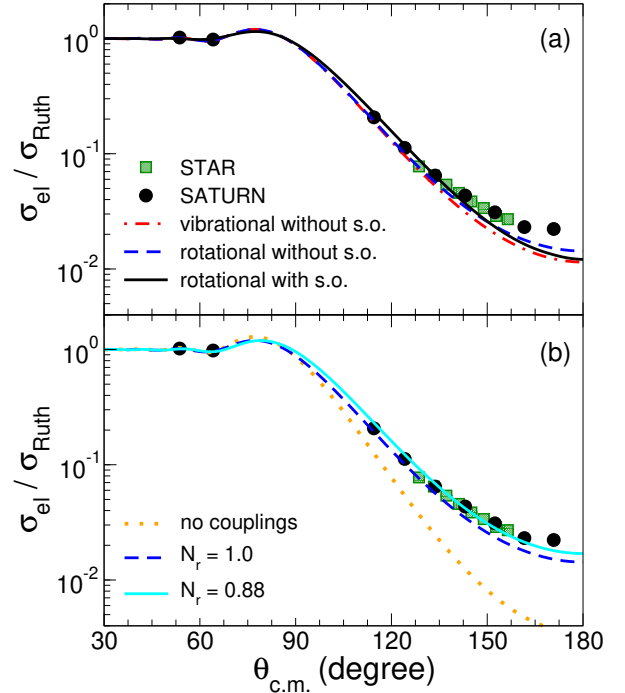 10^0
(a)
σ_el / σ_Ruth
10^-1
STAR
SATURN
vibrational without s.o.
rotational without s.o.
rotational with s.o.
10^-2
10^0
(b)
σ_el / σ_Ruth
10^-1
no couplings
N_r = 1.0
N_r = 0.88
10^-2
30 60 90 120 150 180
θ_c.m. (degree)